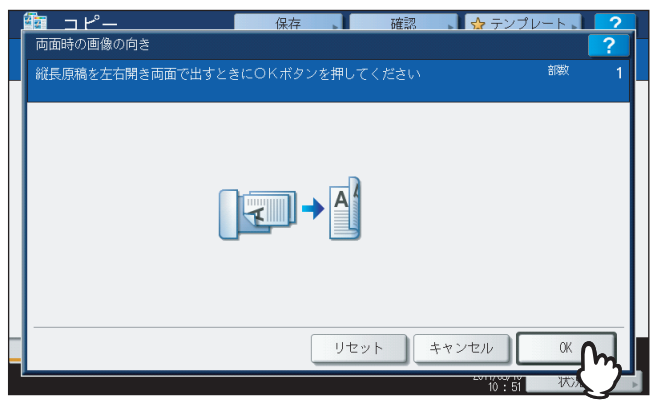 コピー 保存 確認 テンプレート ?
両面時の画像の向き ?
縦長原稿を左右開き両面で出すときにOKボタンを押してください 部数 1
A A
リセット キャンセル OK
10:51